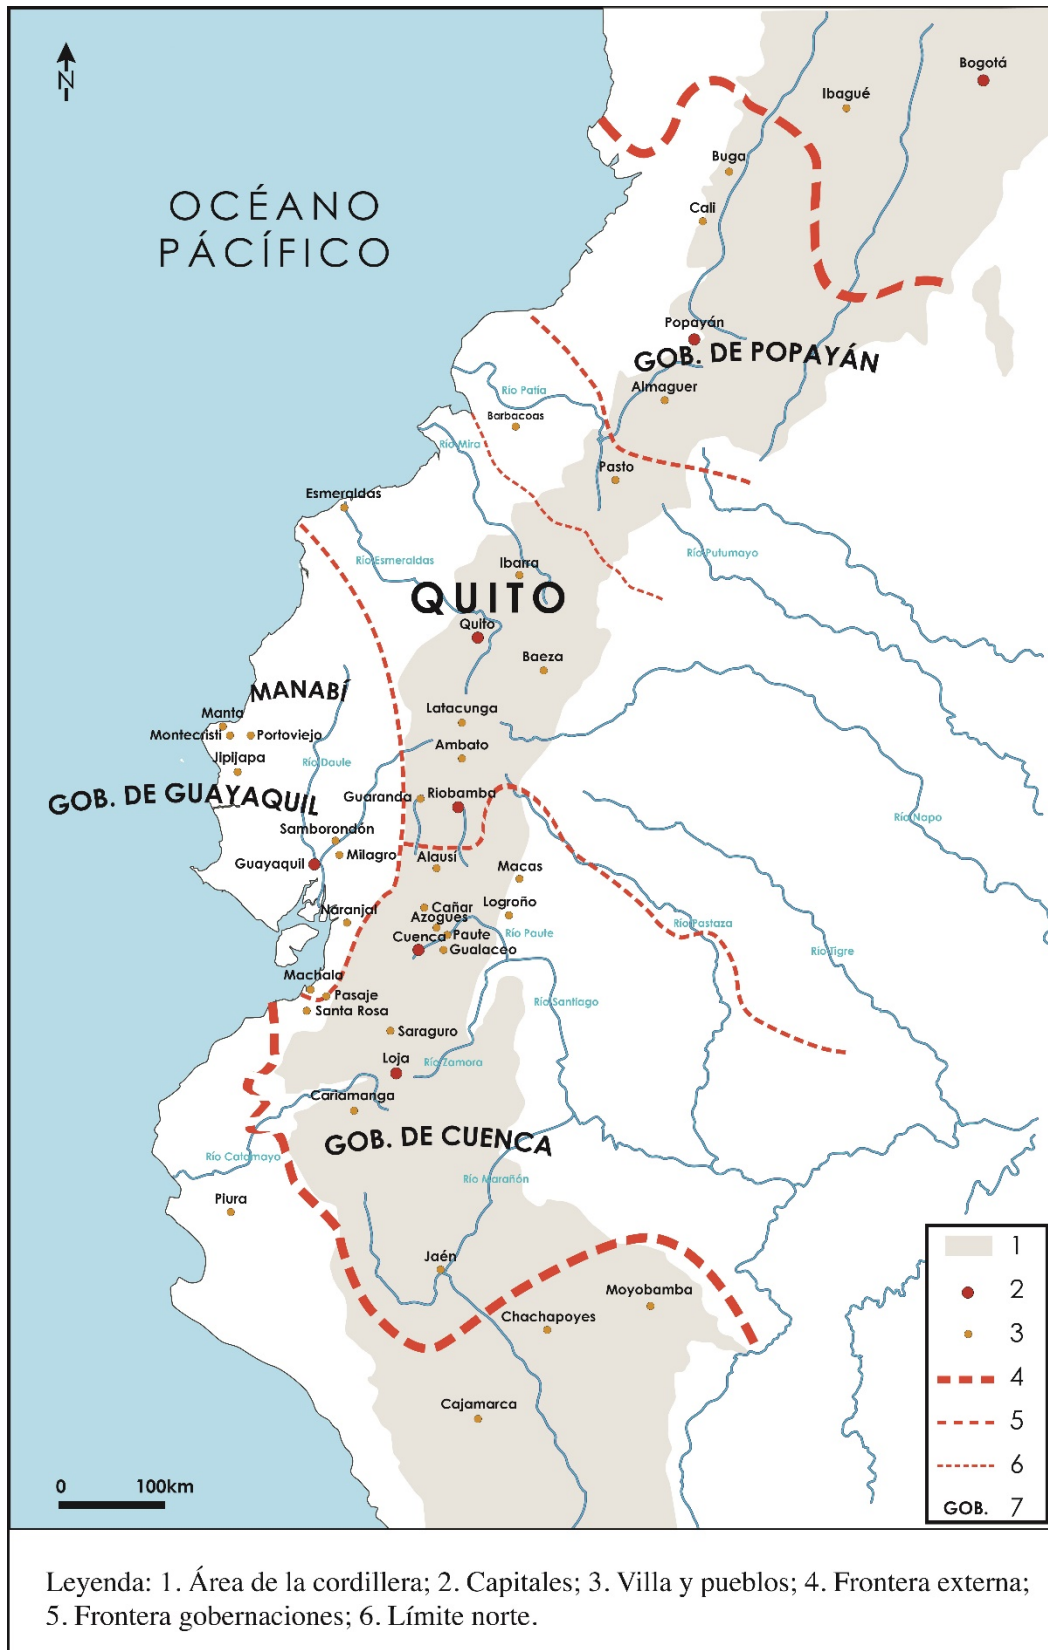 N
Bogotá
Ibagué
Buga
Cali
OCÉANO
PÁCÍFICO
Popayán
GOB. DE POPAYÁN
Almaguer
Río Patía
Barbacoas
Río Mira
Pasto
Esmeraldas
Río Esmeraldas
Río Putumayo
Ibarra
QUITO
Quito
Baeza
MANABÍ
Manta
Montecristi
Portoviejo
Latacunga
Ambato
Jipijapa
Río Daule
GOB. DE GUAYAQUIL
Guaranda
Riobamba
Río Napo
Samborondón
Milagro
Guayaquil
Alausí
Macas
Naranjal
Cañar
Azogues
Logroño
Cuenca
Paute
Gualaceo
Río Paute
Río Pastaza
Río Tigre
Machala
Pasaje
Santa Rosa
Río Santiago
Saraguro
Loja
Río Zamora
Cariamanga
GOB. DE CUENCA
Río Catamayo
Río Marañón
Piura
Jaén
Moyobamba
Chachapoyes
Cajamarca
0 100km
1
2
3
4
5
6
GOB. 7
Leyenda: 1. Área de la cordillera; 2. Capitales; 3. Villa y pueblos; 4. Frontera externa;
5. Frontera gobernaciones; 6. Límite norte.